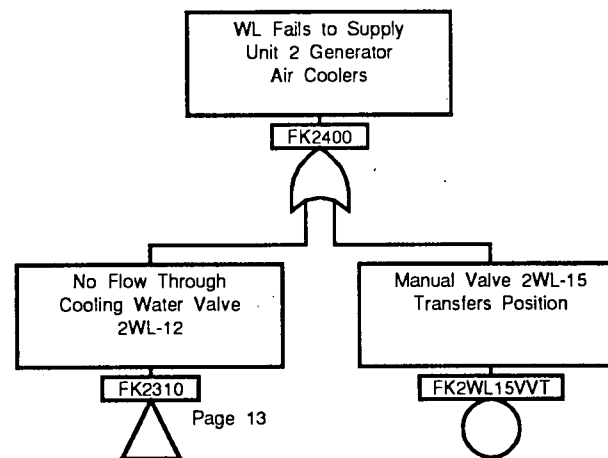 WL Fails to Supply
Unit 2 Generator
Air Coolers
FK2400
No Flow Through
Cooling Water Valve
2WL-12
Manual Valve 2WL-15
Transfers Position
FK2310
FK2WL15VVT
Page 13